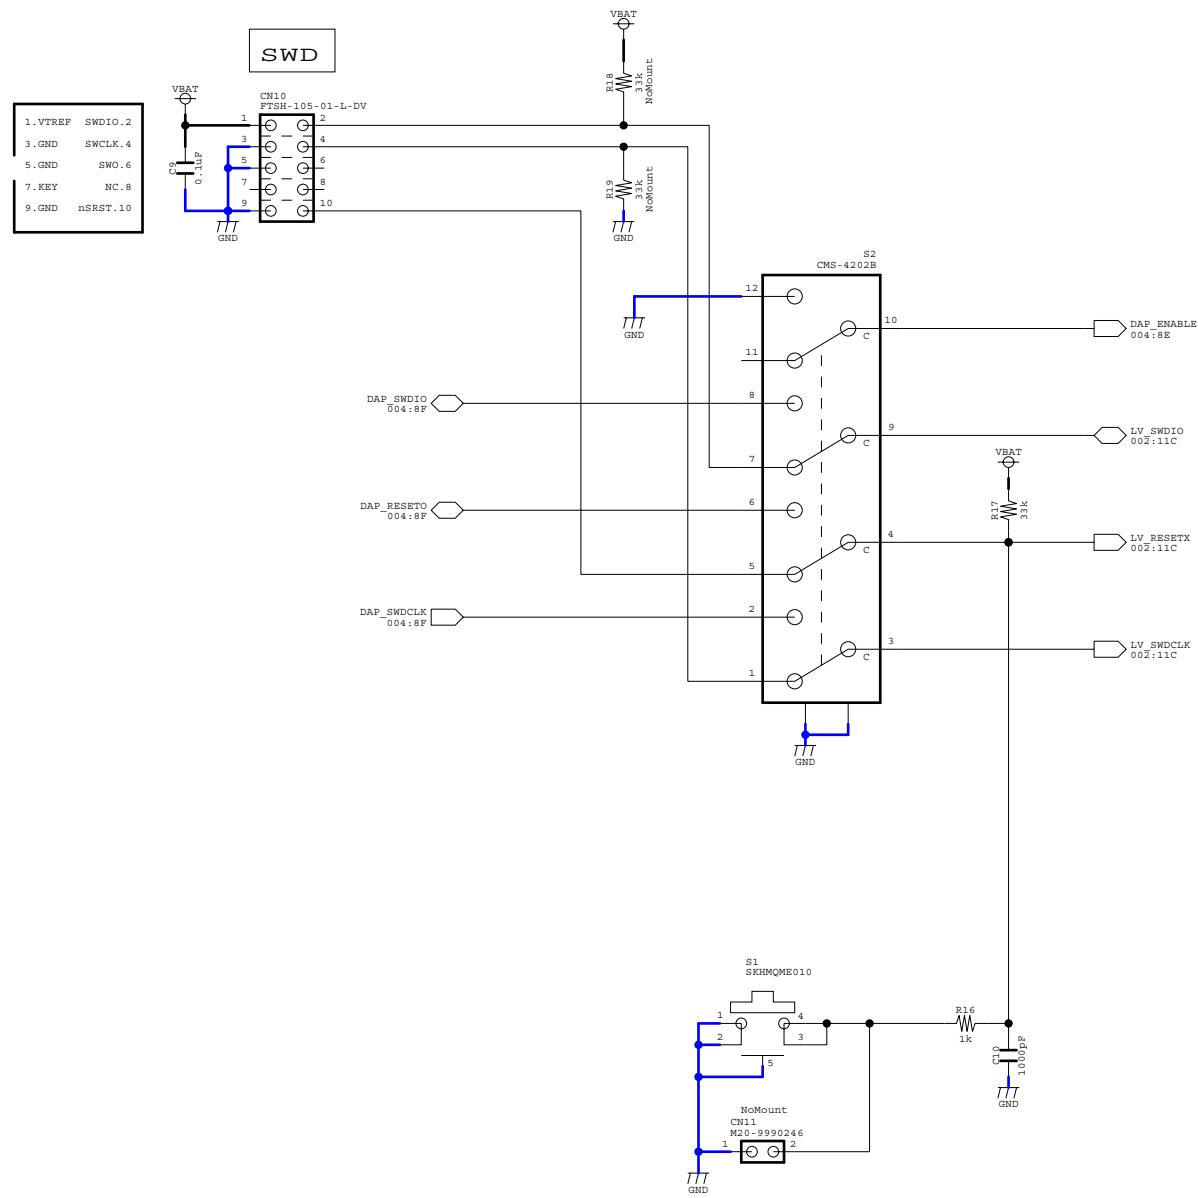 VBAT
SWD
CN10
FTSH-105-01-L-DV
VBAT
R18
33k
NoMount
1.VTREF SWDIO.2
3.GND SWCLK.4
5.GND SWO.6
7.KEY NC.8
9.GND nSRST.10
C9
0.1uF
1 2
3 4
5 6
7 8
9 10
GND
R19
33k
NoMount
GND
S2
CMS-4202B
12
GND
10
C
DAP_ENABLE
004:8E
11
DAP_SWDIO
004:8F
8
9
C
LV_SWDIO
002:11C
VBAT
7
DAP_RESETO
004:8F
6
R17
33k
4
C
LV_RESETX
002:11C
5
DAP_SWDCLK
004:8F
2
3
C
LV_SWDCLK
002:11C
1
GND
S1
SKHMQME010
1 4
2 3
5
R16
1k
C10
1000pF
GND
NoMount
CN11
M20-9990246
1 2
GND